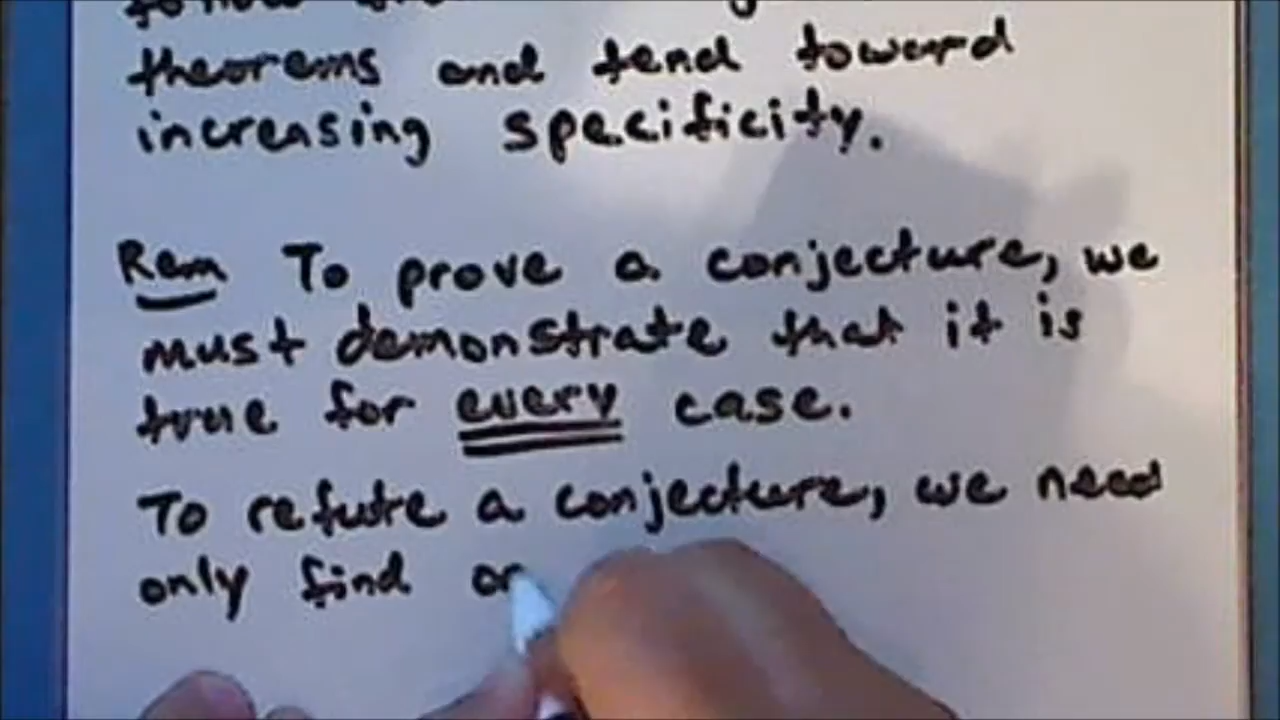 theorems and tend toward
increasing specificity.
Rem To prove a conjecture, we
must demonstrate that it is
true for every case.
To refute a conjecture, we need
only find on